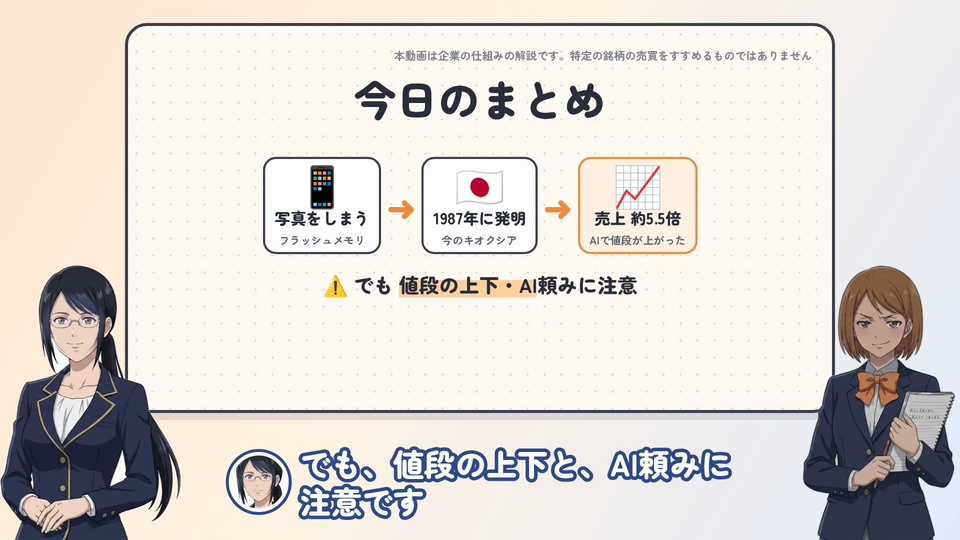 本動画は企業の仕組みの解説です。特定の銘柄の売買をすすめるものではありません
今日のまとめ
写真をしまう
フラッシュメモリ
1987年に発明
今のキオクシア
売上 約5.5倍
AIで値段が上がった
でも 値段の上下・AI頼みに注意
でも、値段の上下と、AI頼みに
注意です